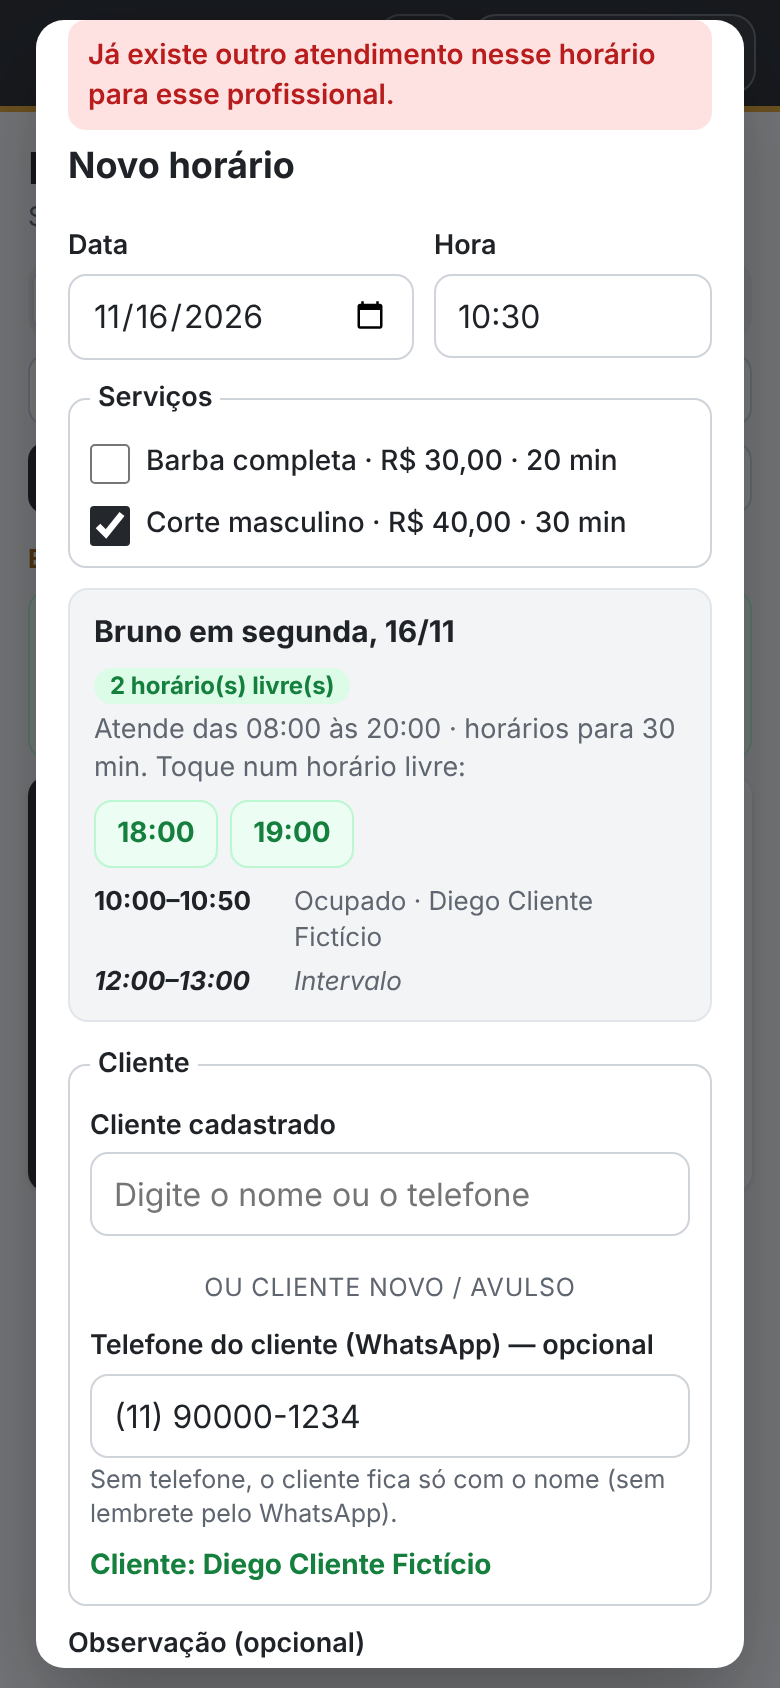 Já existe outro atendimento nesse horário
para esse profissional.
Novo horário
Data
Hora
11/16/2026
10:30
Serviços
Barba completa · R$ 30,00 · 20 min
Corte masculino · R$ 40,00 · 30 min
Bruno em segunda, 16/11
2 horário(s) livre(s)
Atende das 08:00 às 20:00 · horários para 30
min. Toque num horário livre:
18:00
19:00
10:00–10:50 Ocupado · Diego Cliente
Fictício
12:00–13:00 Intervalo
Cliente
Cliente cadastrado
Digite o nome ou o telefone
OU CLIENTE NOVO / AVULSO
Telefone do cliente (WhatsApp) — opcional
(11) 90000-1234
Sem telefone, o cliente fica só com o nome (sem
lembrete pelo WhatsApp).
Cliente: Diego Cliente Fictício
Observação (opcional)